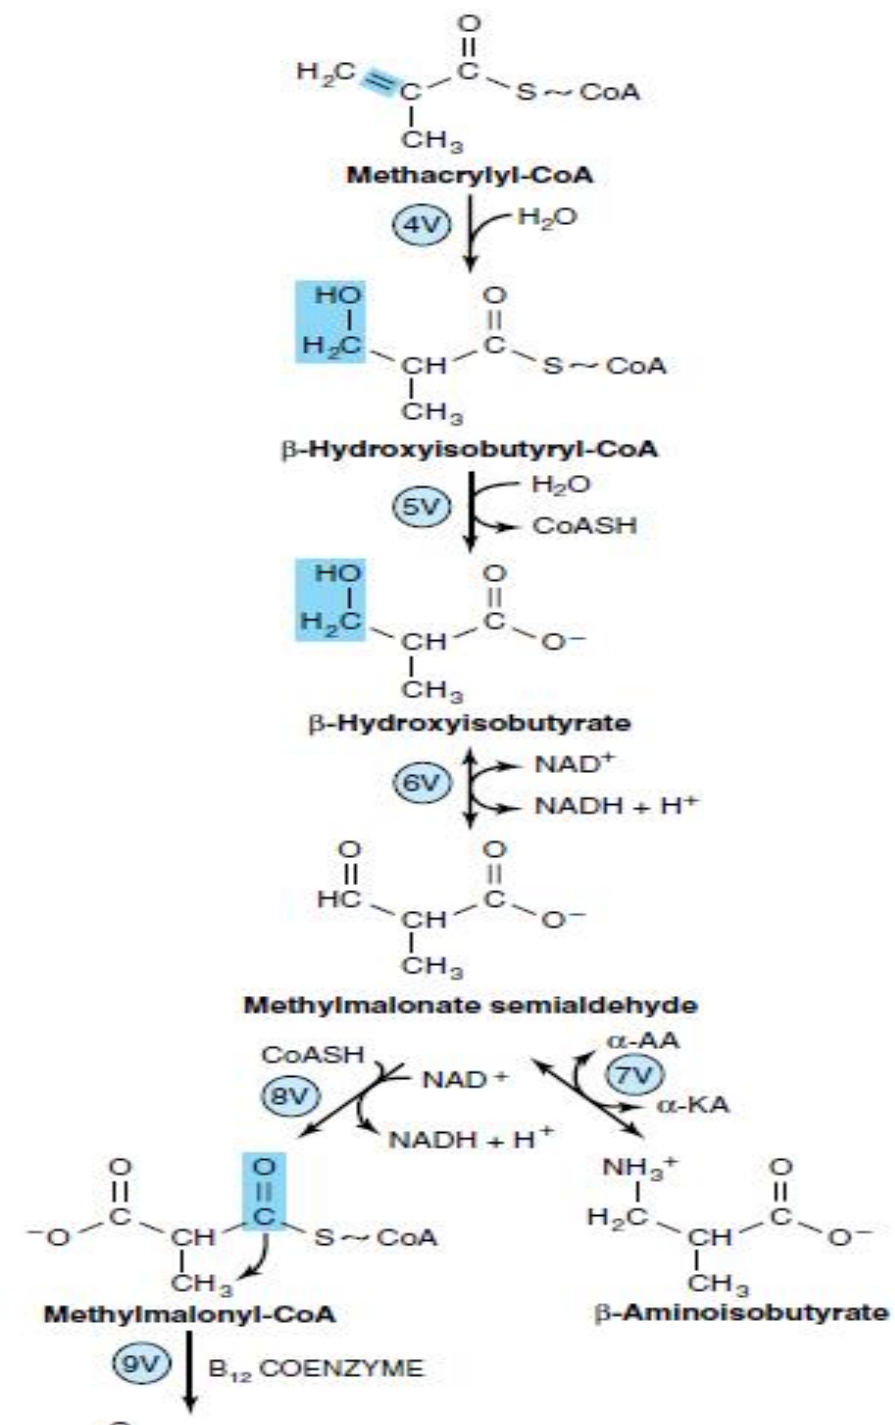 O
H₂C
C
C
S~CoA
CH₃
Methacrylyl-CoA
4V
H₂O
HO
O
H₂C
C
CH
S~CoA
CH₃
β-Hydroxyisobutyryl-CoA
H₂O
5V
CoASH
HO
O
H₂C
C
CH
O⁻
CH₃
β-Hydroxyisobutyrate
NAD⁺
6V
NADH + H⁺
O
O
HC
C
CH
O⁻
CH₃
Methylmalonate semialdehyde
CoASH
NAD⁺
8V
NADH + H⁺
α-AA
7V
α-KA
O
O
⁻O
C
CH
C
S~CoA
CH₃
Methylmalonyl-CoA
NH₃⁺
O
H₂C
C
CH
O⁻
CH₃
β-Aminoisobutyrate
9V
B₁₂ COENZYME